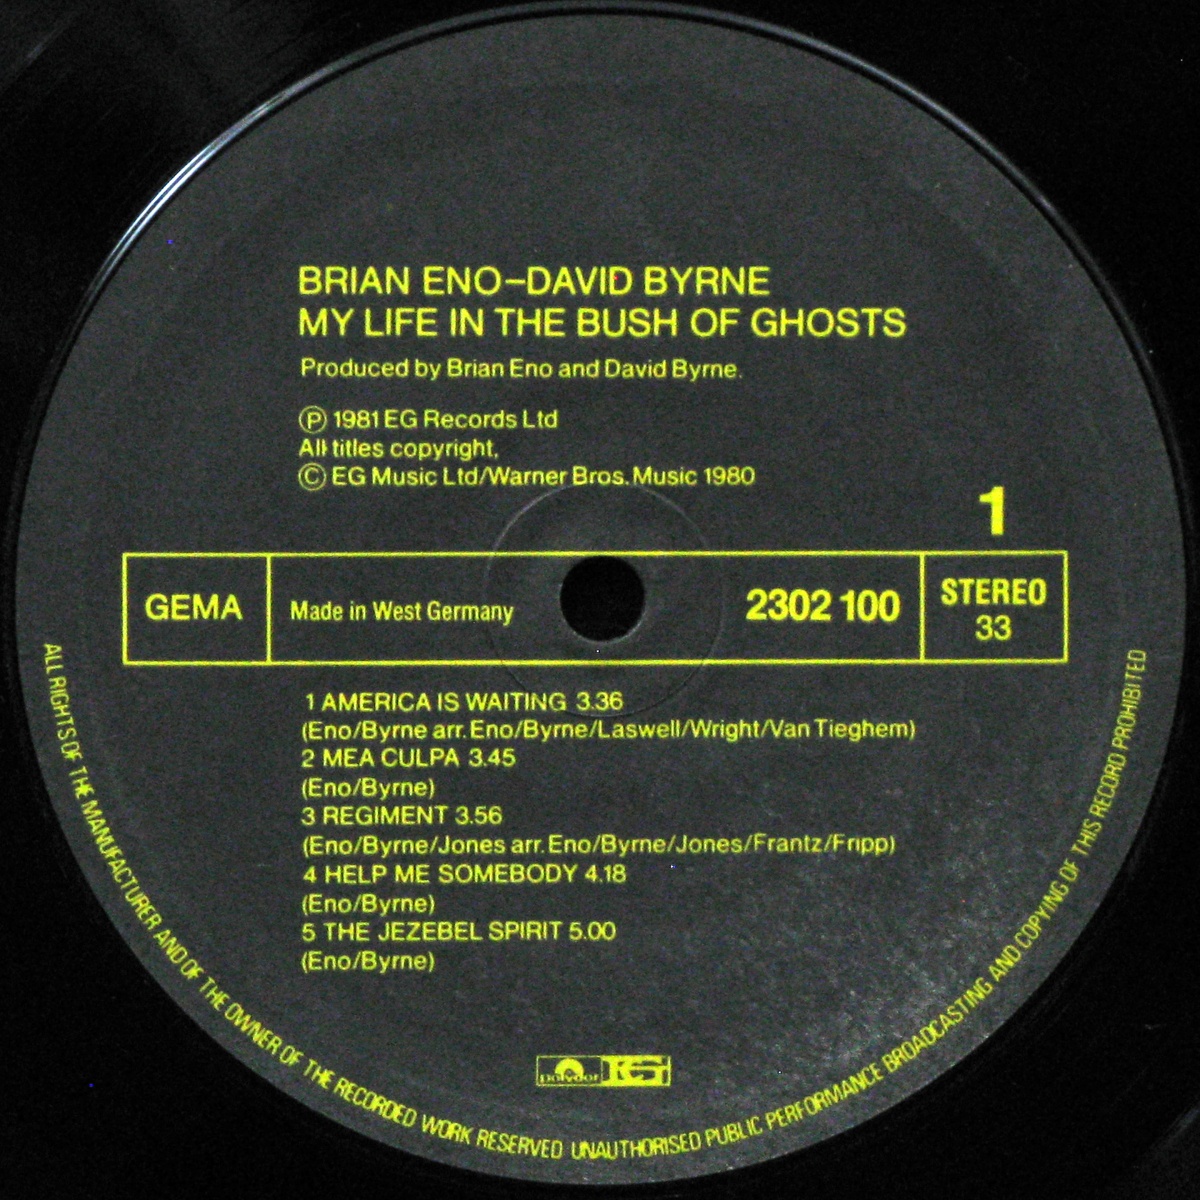 BRIAN ENO–DAVID BYRNE
MY LIFE IN THE BUSH OF GHOSTS
Produced by Brian Eno and David Byrne.
Ⓟ 1981 EG Records Ltd
All titles copyright,
© EG Music Ltd/Warner Bros. Music 1980
1
GEMA
Made in West Germany
2302 100
STEREO
33
1 AMERICA IS WAITING 3.36
(Eno/Byrne arr. Eno/Byrne/Laswell/Wright/Van Tieghem)
2 MEA CULPA 3.45
(Eno/Byrne)
3 REGIMENT 3.56
(Eno/Byrne/Jones arr. Eno/Byrne/Jones/Frantz/Fripp)
4 HELP ME SOMEBODY 4.18
(Eno/Byrne)
5 THE JEZEBEL SPIRIT 5.00
(Eno/Byrne)
polydor EG
ALL RIGHTS OF THE MANUFACTURER AND OF THE OWNER OF THE RECORDED WORK RESERVED UNAUTHORISED PUBLIC PERFORMANCE BROADCASTING AND COPYING OF THIS RECORD PROHIBITED